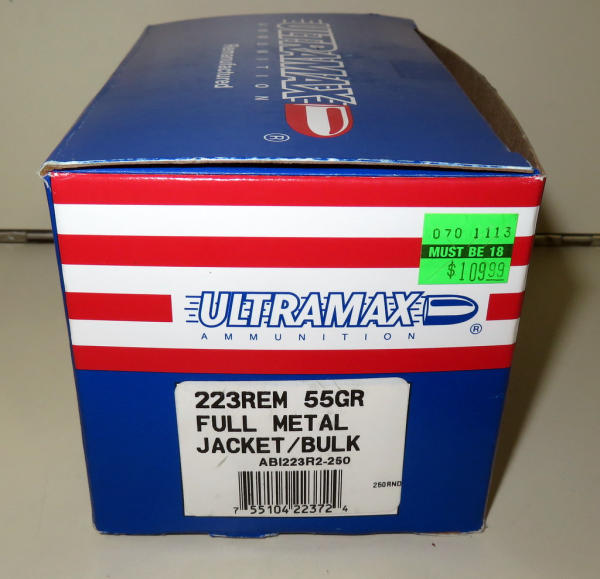 ULTRAMAX
AMMUNITION
Remanufactured
®
070 1113
MUST BE 18
$109.99
ULTRAMAX
®
AMMUNITION
223REM 55GR
FULL METAL
JACKET/BULK
ABI223R2-250
250RND
7 55104 22372 4